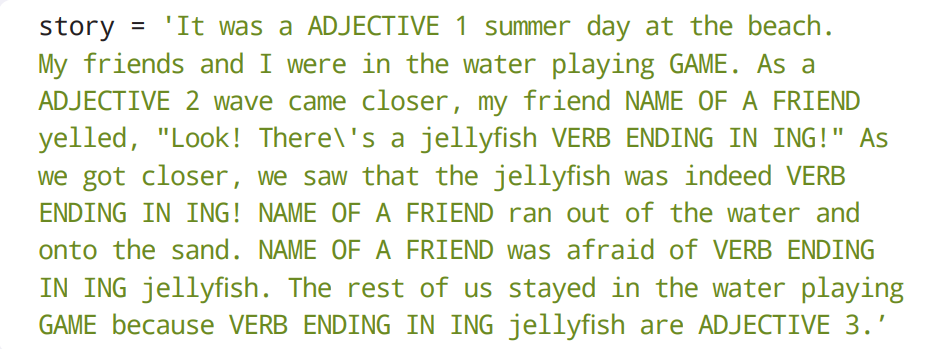 story = 'It was a ADJECTIVE 1 summer day at the beach.
My friends and I were in the water playing GAME. As a
ADJECTIVE 2 wave came closer, my friend NAME OF A FRIEND
yelled, "Look! There\'s a jellyfish VERB ENDING IN ING!" As
we got closer, we saw that the jellyfish was indeed VERB
ENDING IN ING! NAME OF A FRIEND ran out of the water and
onto the sand. NAME OF A FRIEND was afraid of VERB ENDING
IN ING jellyfish. The rest of us stayed in the water playing
GAME because VERB ENDING IN ING jellyfish are ADJECTIVE 3.’